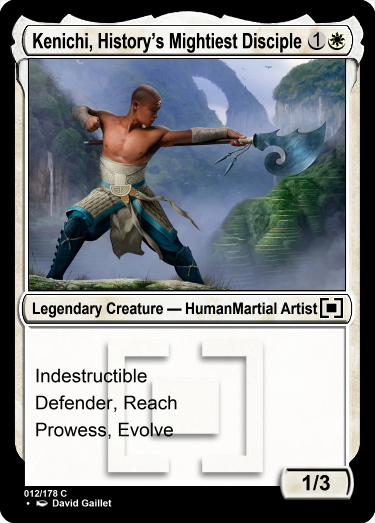 Kenichi, History's Mightiest Disciple 1
Legendary Creature — HumanMartial Artist
Indestructible
Defender, Reach
Prowess, Evolve
1/3
012/178 C
• David Gaillet